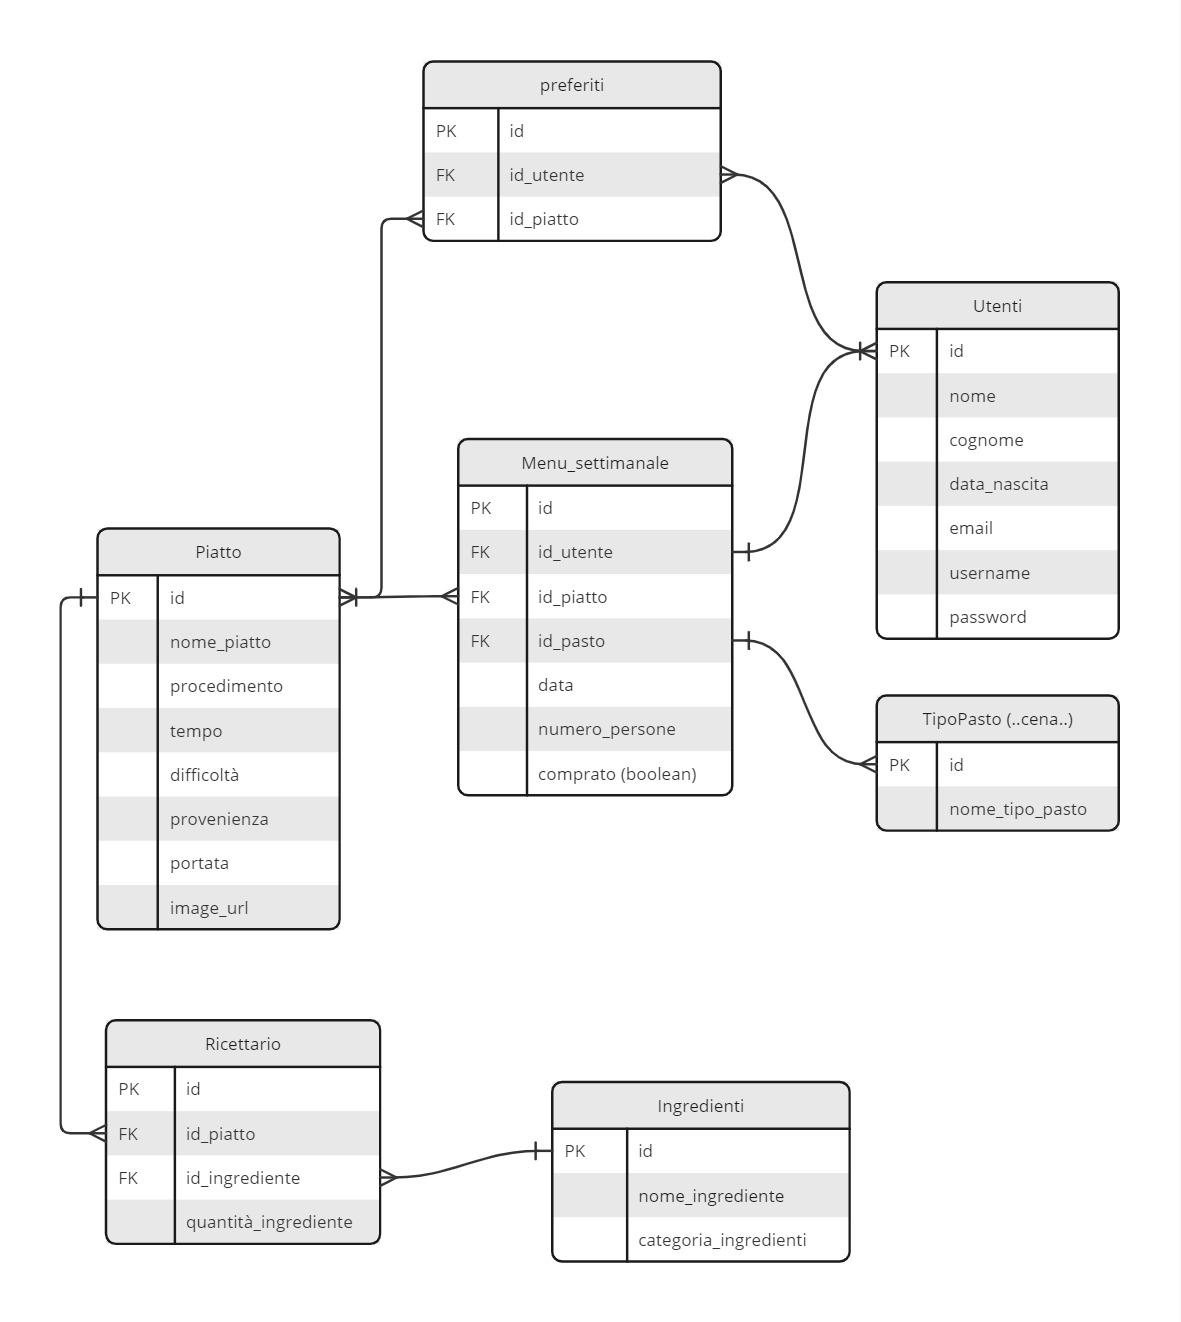 preferiti
PK id
FK id_utente
FK id_piatto
Utenti
PK id
nome
cognome
data_nascita
email
username
password
Menu_settimanale
PK id
FK id_utente
FK id_piatto
FK id_pasto
data
numero_persone
comprato (boolean)
Piatto
PK id
nome_piatto
procedimento
tempo
difficoltà
provenienza
portata
image_url
TipoPasto (..cena..)
PK id
nome_tipo_pasto
Ricettario
PK id
FK id_piatto
FK id_ingrediente
quantità_ingrediente
Ingredienti
PK id
nome_ingrediente
categoria_ingredienti